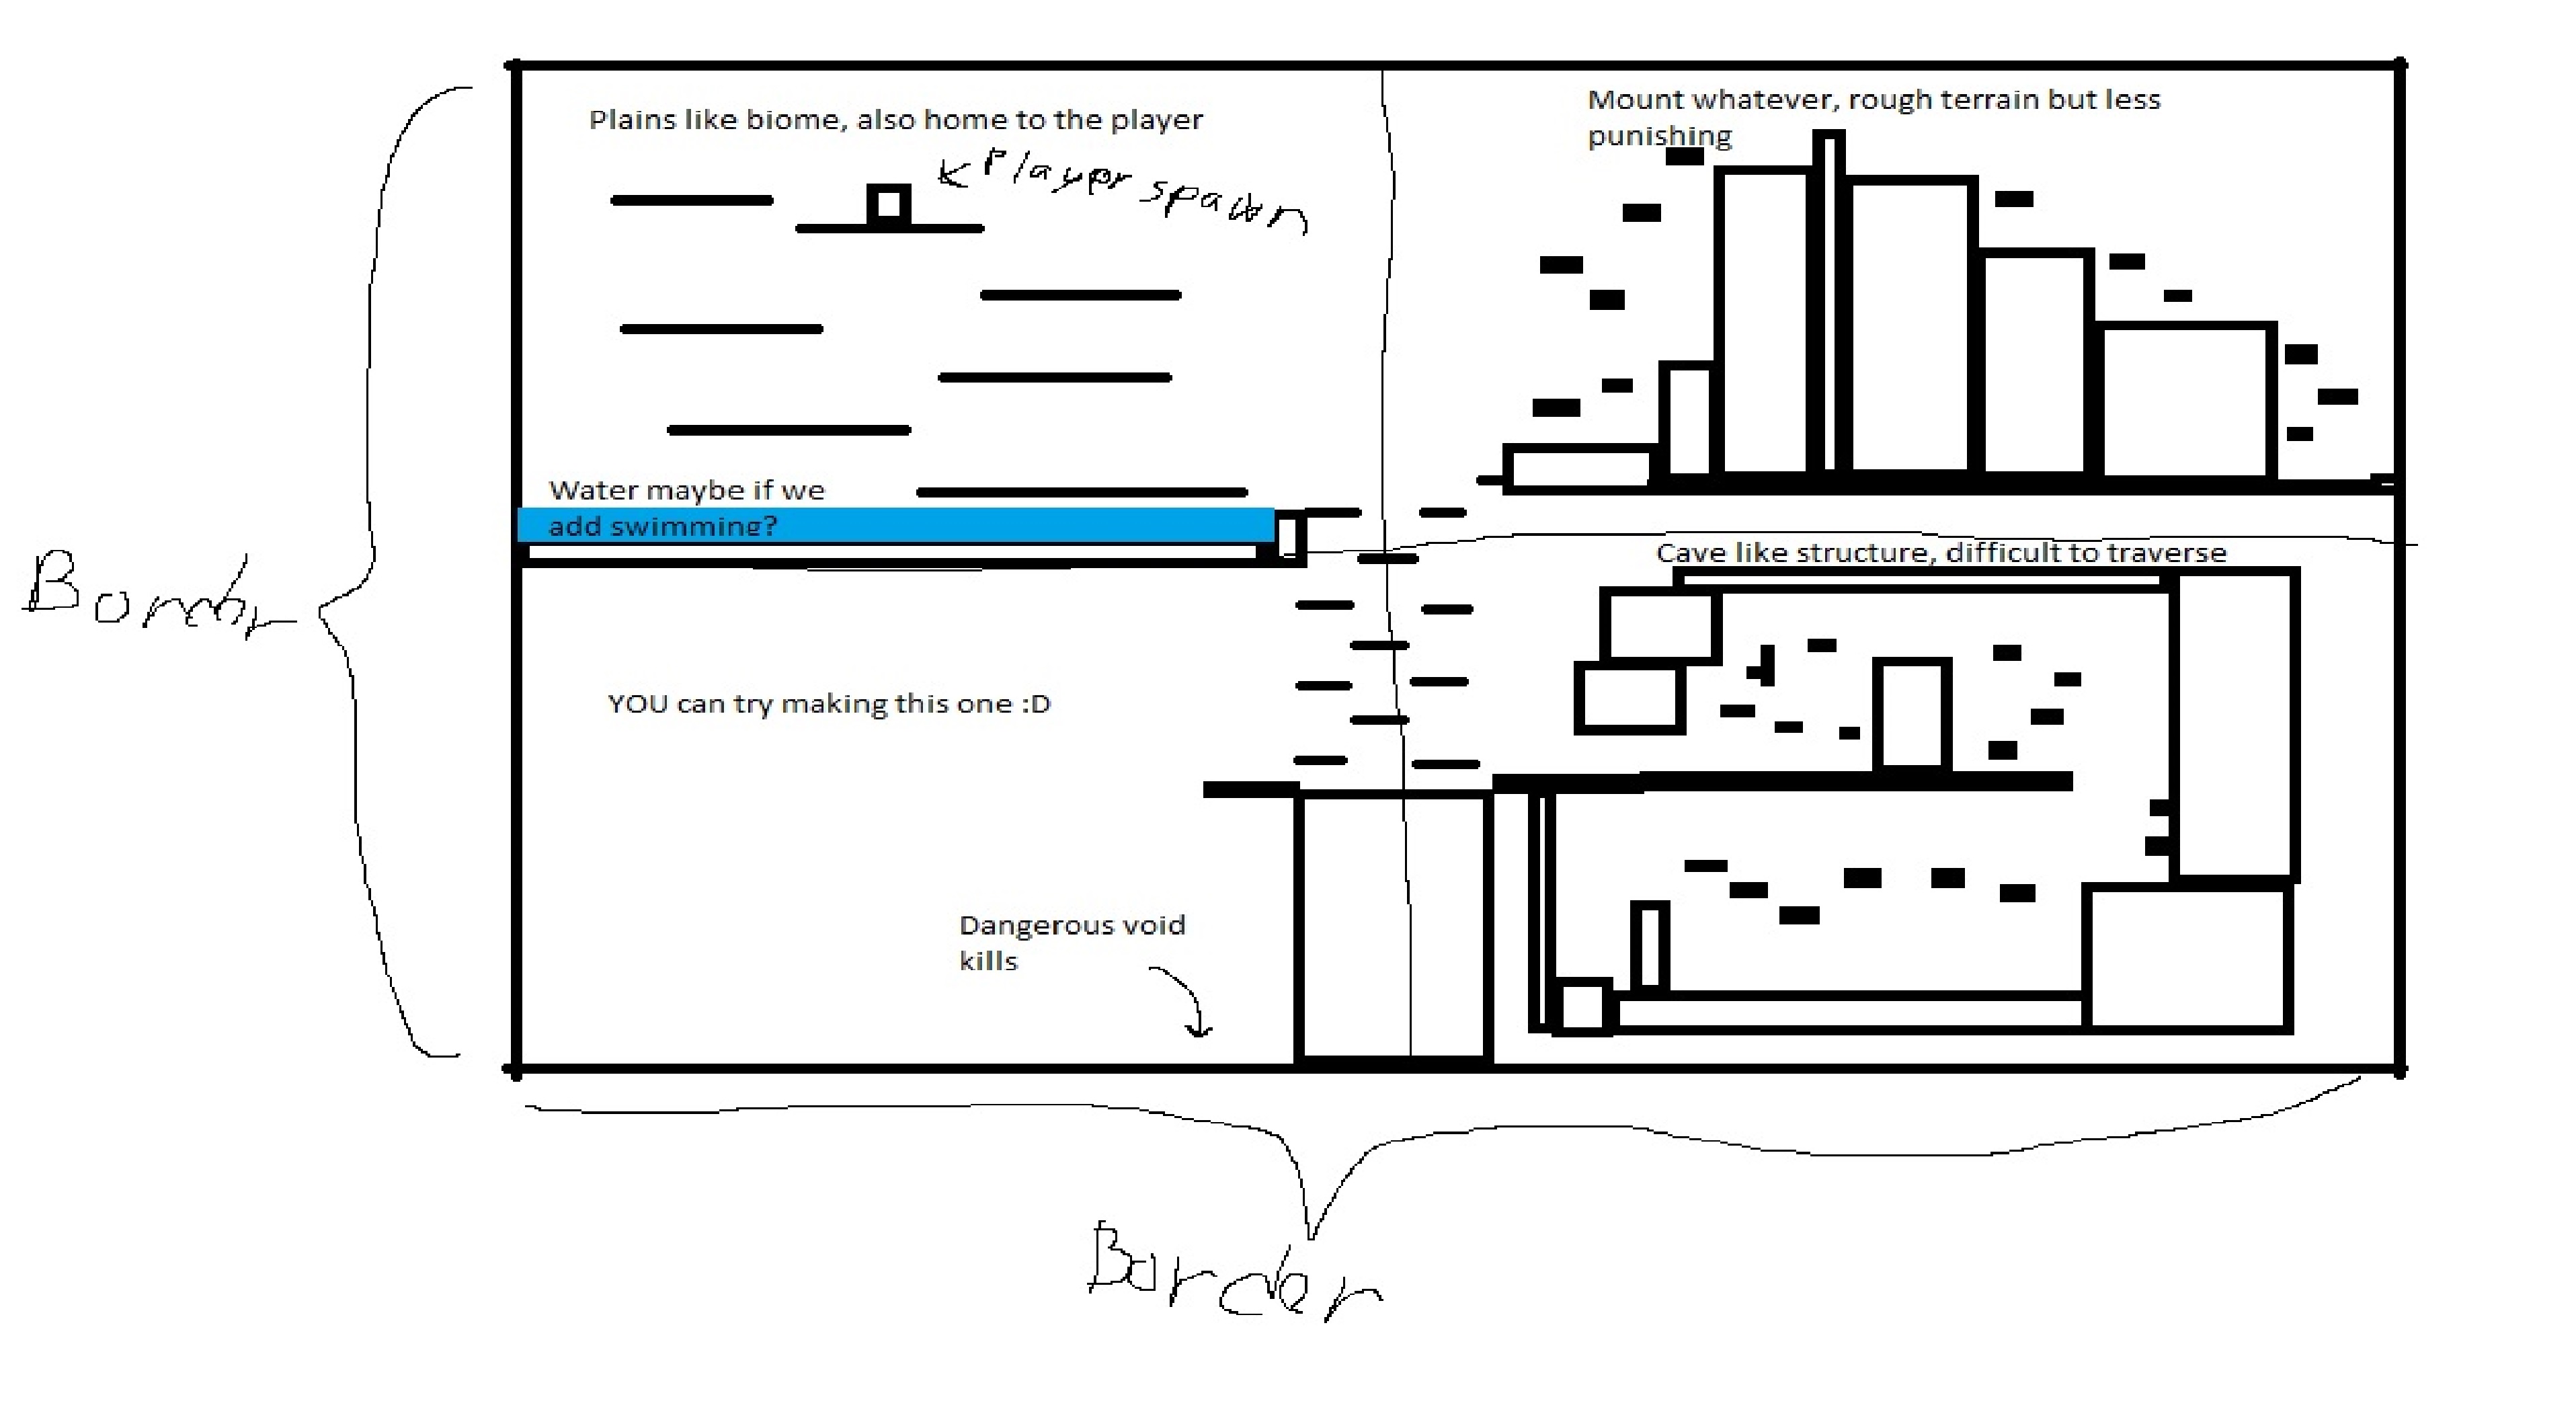 Plains like biome, also home to the player
Player spawn
Mount whatever, rough terrain but less
punishing
Water maybe if we
add swimming?
Cave like structure, difficult to traverse
Border
YOU can try making this one :D
Dangerous void
kills
Border